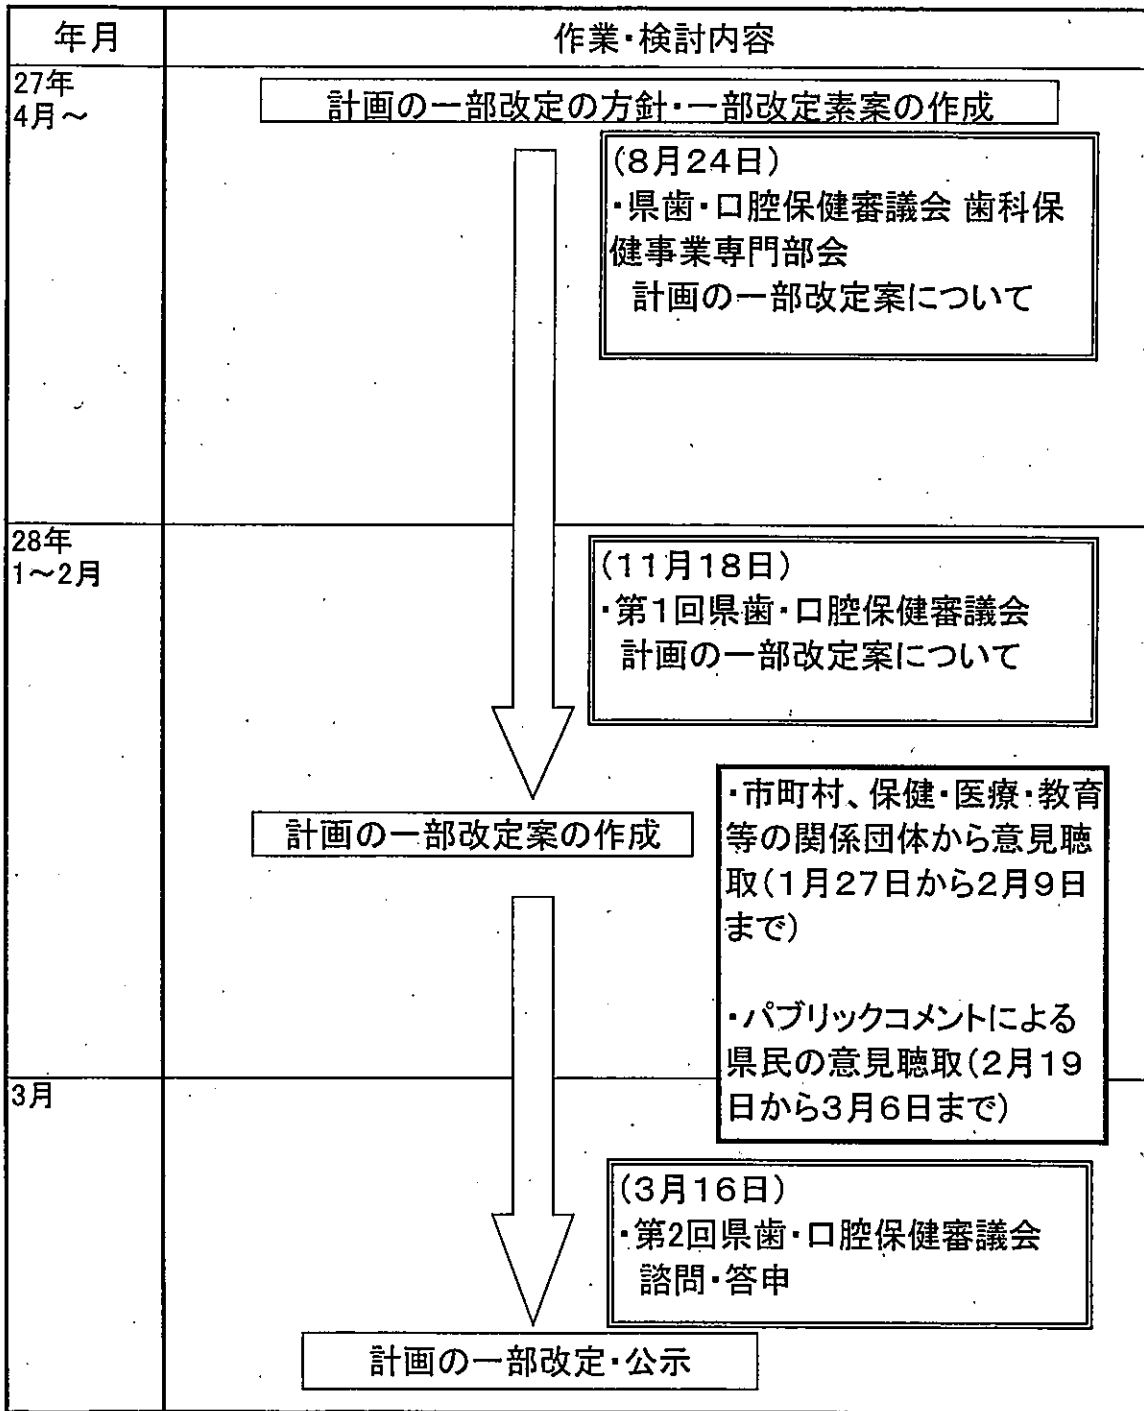 年月
作業・検討内容
27年
4月～
計画の一部改定の方針・一部改定素案の作成
(8月24日)
・県歯・口腔保健審議会 歯科保
健事業専門部会
計画の一部改定案について
28年
1～2月
(11月18日)
・第1回県歯・口腔保健審議会
計画の一部改定案について
計画の一部改定案の作成
・市町村、保健・医療・教育
等の関係団体から意見聴
取(1月27日から2月9日
まで)
・パブリックコメントによる
県民の意見聴取(2月19
日から3月6日まで)
3月
(3月16日)
・第2回県歯・口腔保健審議会
諮問・答申
計画の一部改定・公示